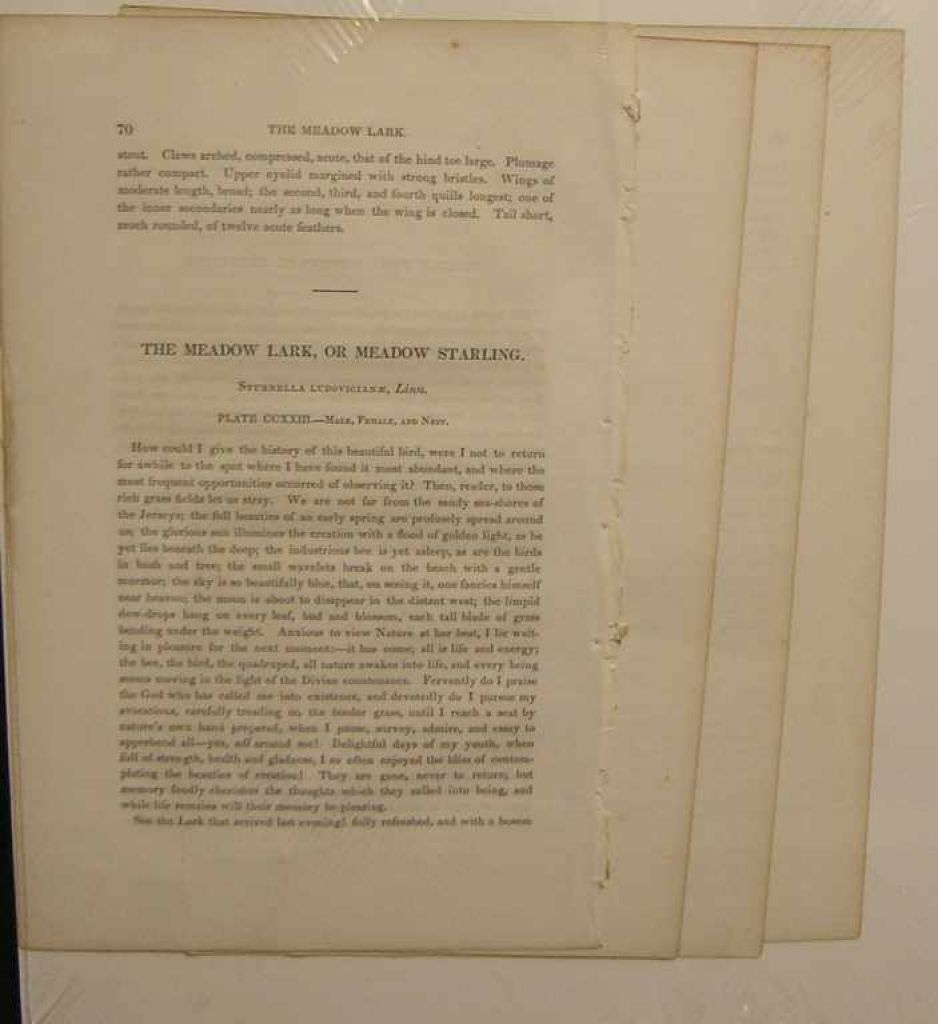 70 THE MEADOW LARK.
stout. Claws arched, compressed, acute, that of the hind toe large. Plumage
rather compact. Upper eyelid margined with strong bristles. Wings of
moderate length, broad; the second, third, and fourth quills longest; one of
the inner secondaries nearly as long when the wing is closed. Tail short,
much rounded, of twelve acute feathers.
THE MEADOW LARK, OR MEADOW STARLING.
STURNELLA LUDOVICIANA, Linn.
PLATE CCXXIII.—MALE, FEMALE, AND NEST.
How could I give the history of this beautiful bird, were I not to return
for awhile to the spot where I have found it most abundant, and where the
most frequent opportunities occurred of observing it? Then, reader, to those
rich grass fields let us stray. We are not far from the sandy sea-shores of
the Jerseys; the full beauties of an early spring are profusely spread around
us; the glorious sun illumines the creation with a flood of golden light, as he
yet lies beneath the deep; the industrious bee is yet asleep, as are the birds
in bush and tree; the small wavelets break on the beach with a gentle
murmur; the sky is so beautifully blue, that, on seeing it, one fancies himself
near heaven; the moon is about to disappear in the distant west; the limpid
dew-drops hang on every leaf, bud and blossom, each tall blade of grass
bending under the weight. Anxious to view Nature at her best, I lie wait-
ing in pleasure for the next moment:—it has come; all is life and energy;
the bee, the bird, the quadruped, all nature awakes into life, and every being
seems moving in the light of the Divine countenance. Fervently do I praise
the God who has called me into existence, and devotedly do I pursue my
avocations, carefully treading on the tender grass, until I reach a seat by
nature's own hand prepared, when I pause, survey, admire, and essay to
apprehend all—yes, all around me! Delightful days of my youth, when
full of strength, health and gladness, I so often enjoyed the bliss of contem-
plating the beauties of creation! They are gone, never to return, but
memory fondly cherishes the thoughts which they called into being, and
while life remains will their memory be pleasing.
See the Lark that arrived last evening! fully refreshed, and with a bosom